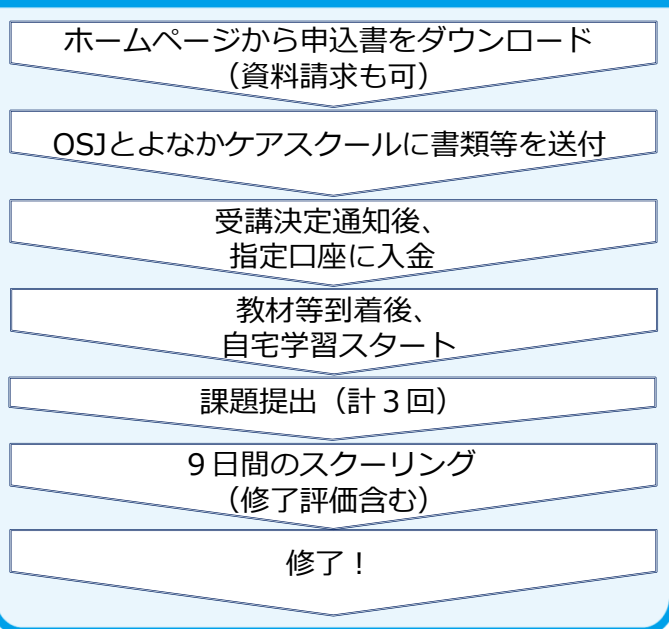 ホームページから申込書をダウンロード
（資料請求も可）
OSJとよなかケアスクールに書類等を送付
受講決定通知後、
指定口座に入金
教材等到着後、
自宅学習スタート
課題提出（計３回）
９日間のスクーリング
（修了評価含む）
修了！